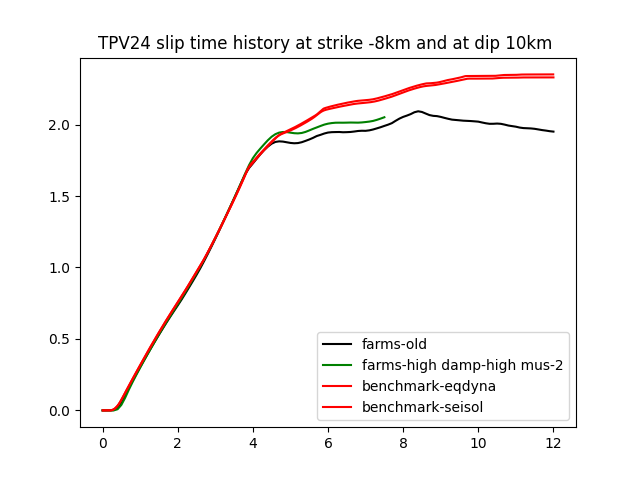 TPV24 slip time history at strike -8km and at dip 10km
2.0
1.5
1.0
0.5
0.0
0
2
4
6
8
10
12
farms-old
farms-high damp-high mus-2
benchmark-eqdyna
benchmark-seisol